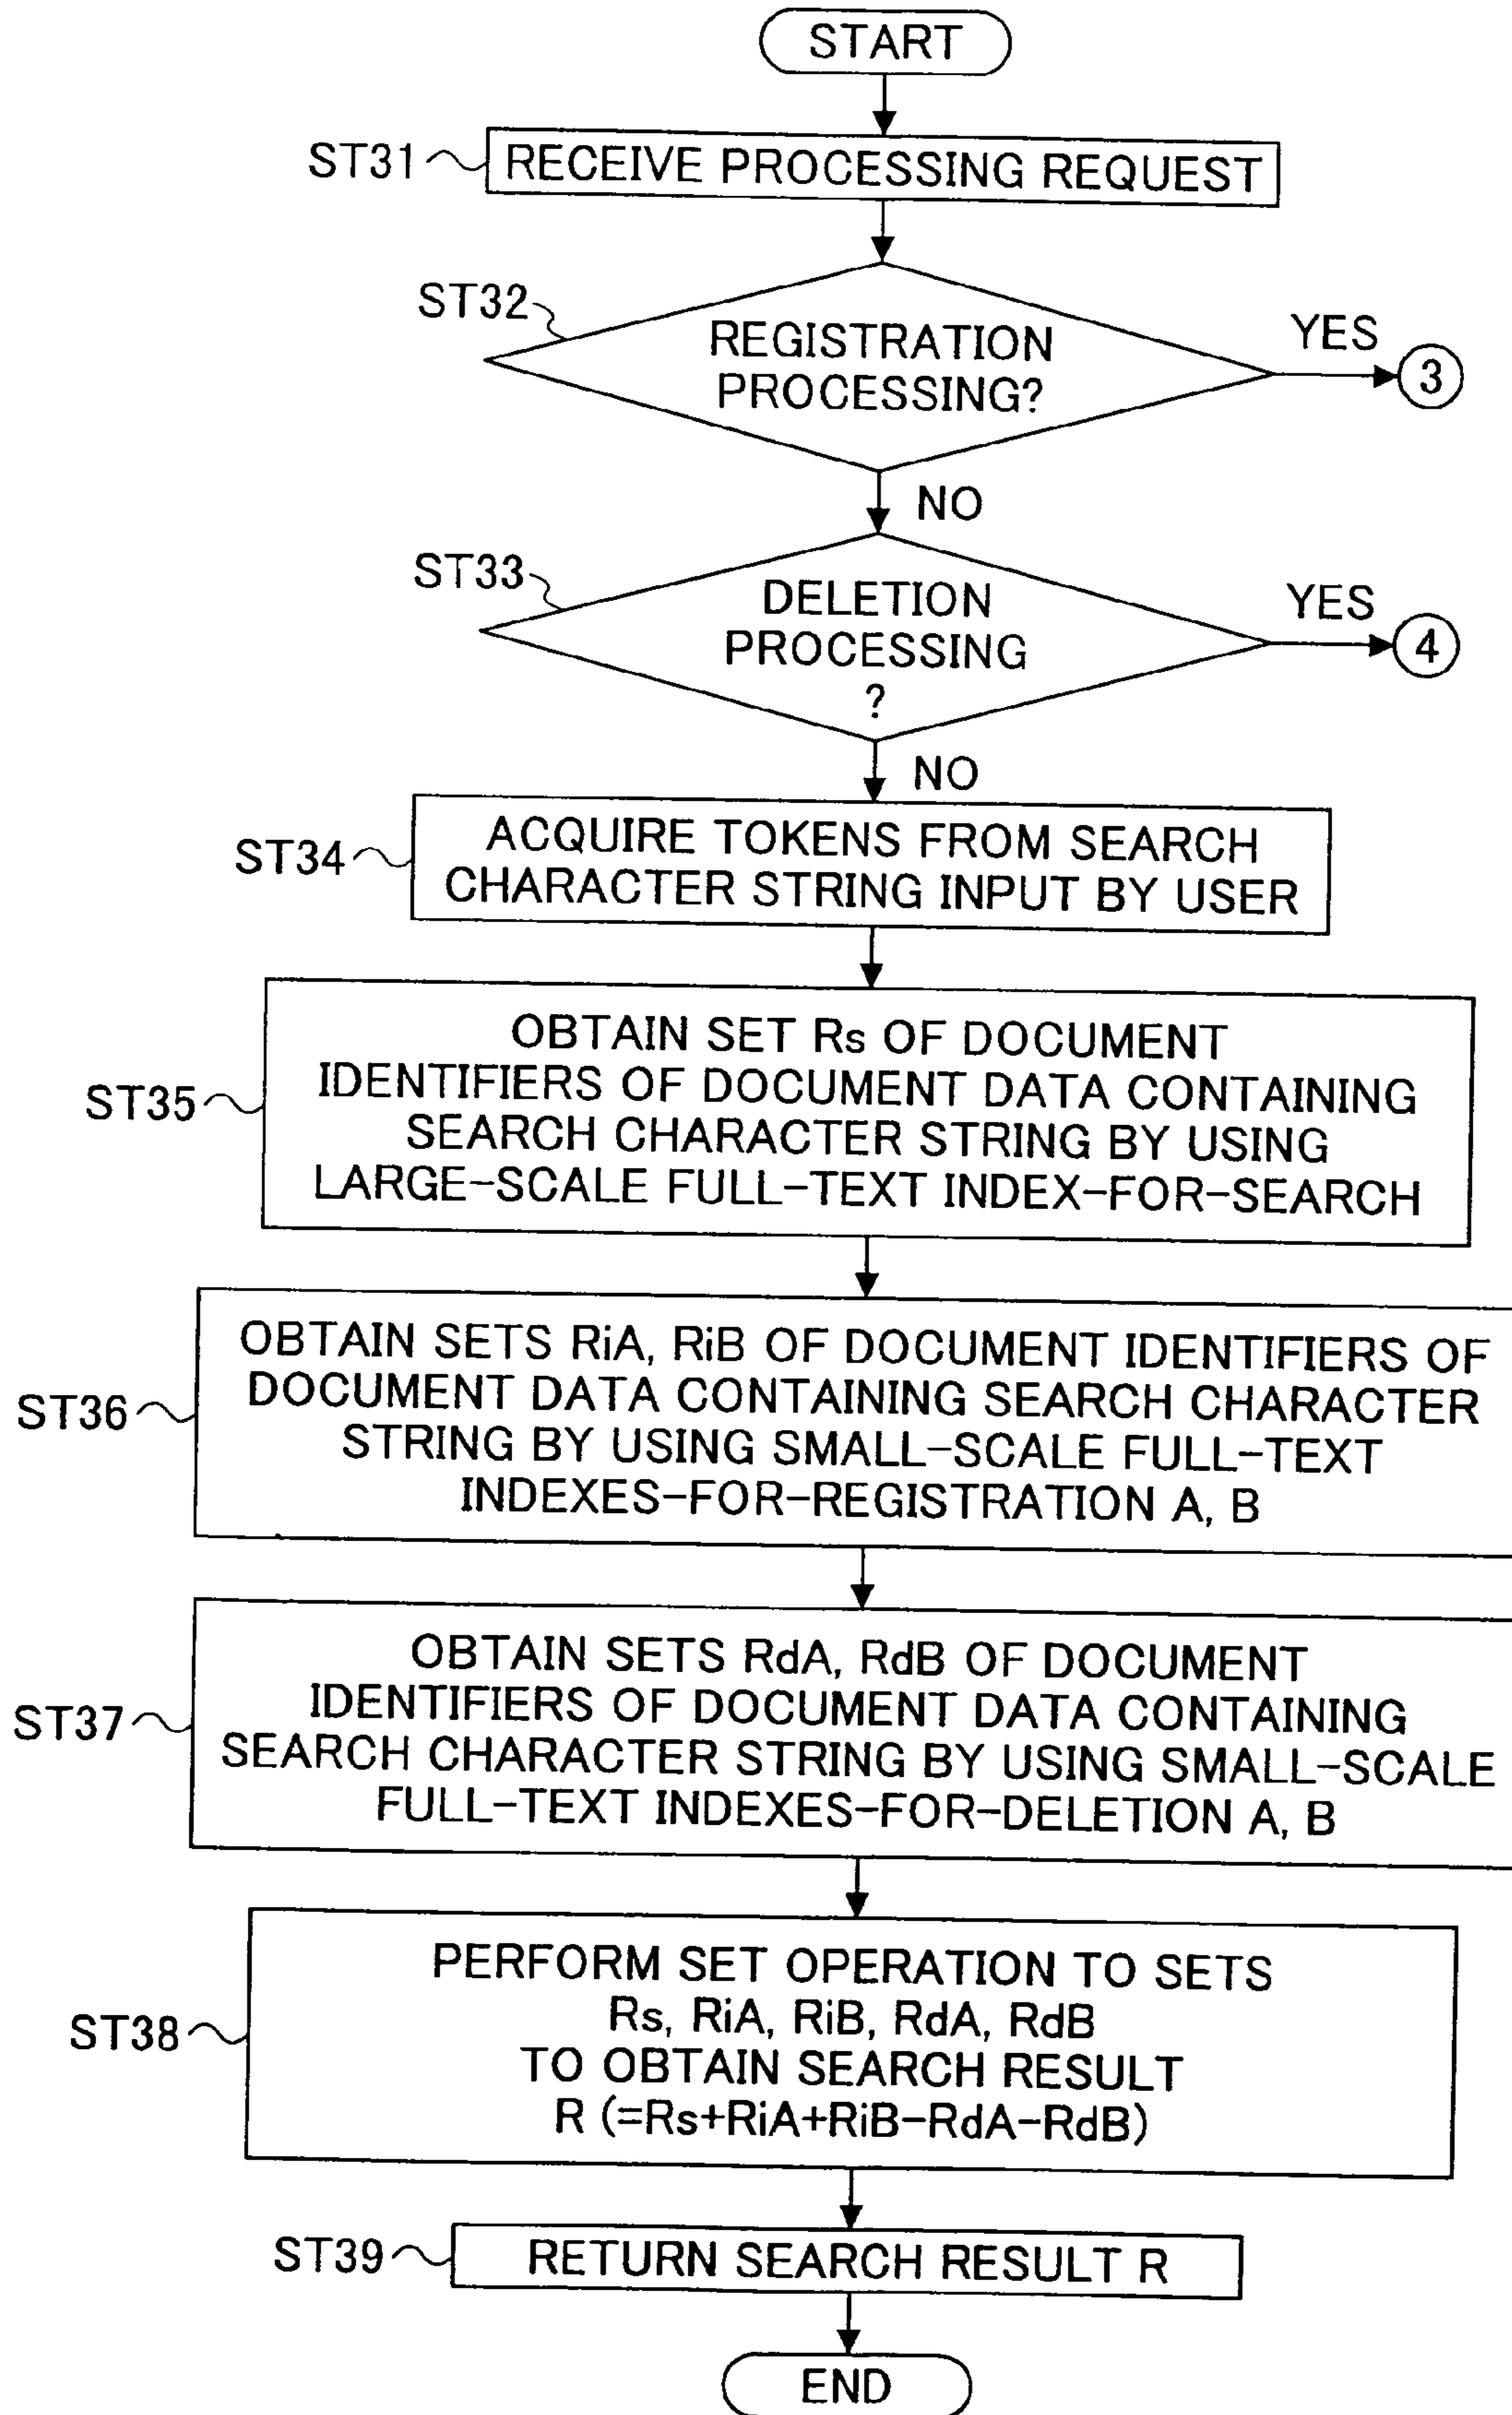 START
ST31
RECEIVE PROCESSING REQUEST
ST32
REGISTRATION
PROCESSING?
YES
3
NO
ST33
DELETION
PROCESSING
?
YES
4
NO
ST34
ACQUIRE TOKENS FROM SEARCH
CHARACTER STRING INPUT BY USER
ST35
OBTAIN SET Rs OF DOCUMENT
IDENTIFIERS OF DOCUMENT DATA CONTAINING
SEARCH CHARACTER STRING BY USING
LARGE-SCALE FULL-TEXT INDEX-FOR-SEARCH
ST36
OBTAIN SETS RiA, RiB OF DOCUMENT IDENTIFIERS OF
DOCUMENT DATA CONTAINING SEARCH CHARACTER
STRING BY USING SMALL-SCALE FULL-TEXT
INDEXES-FOR-REGISTRATION A, B
ST37
OBTAIN SETS RdA, RdB OF DOCUMENT
IDENTIFIERS OF DOCUMENT DATA CONTAINING
SEARCH CHARACTER STRING BY USING SMALL-SCALE
FULL-TEXT INDEXES-FOR-DELETION A, B
ST38
PERFORM SET OPERATION TO SETS
Rs, RiA, RiB, RdA, RdB
TO OBTAIN SEARCH RESULT
R (=Rs+RiA+RiB-RdA-RdB)
ST39
RETURN SEARCH RESULT R
END